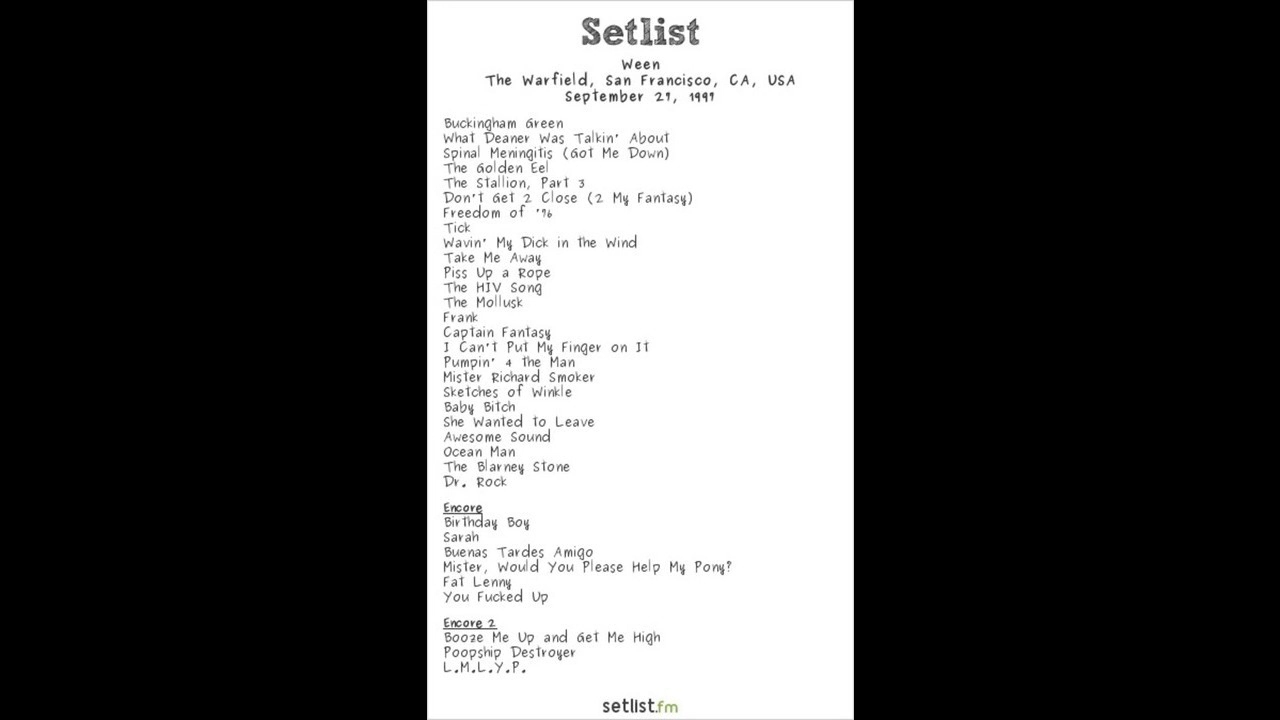 Setlist
Ween
The Warfield, San Francisco, CA, USA
September 27, 1997
Buckingham Green
What Deaner Was Talkin' About
Spinal Meningitis (Got Me Down)
The Golden Eel
The Stallion, Part 3
Don't Get 2 Close (2 My Fantasy)
Freedom of '76
Tick
Wavin' My Dick in the Wind
Take Me Away
Piss Up a Rope
The HIV Song
The Mollusk
Frank
Captain Fantasy
I Can't Put My Finger on It
Pumpin' 4 the Man
Mister Richard Smoker
Sketches of Winkle
Baby Bitch
She Wanted to Leave
Awesome Sound
Ocean Man
The Blarney Stone
Dr. Rock
Encore
Birthday Boy
Sarah
Buenas Tardes Amigo
Mister, Would You Please Help My Pony?
Fat Lenny
You Fucked Up
Encore 2
Booze Me Up and Get Me High
Poopship Destroyer
L.M.L.Y.P.
setlist.fm